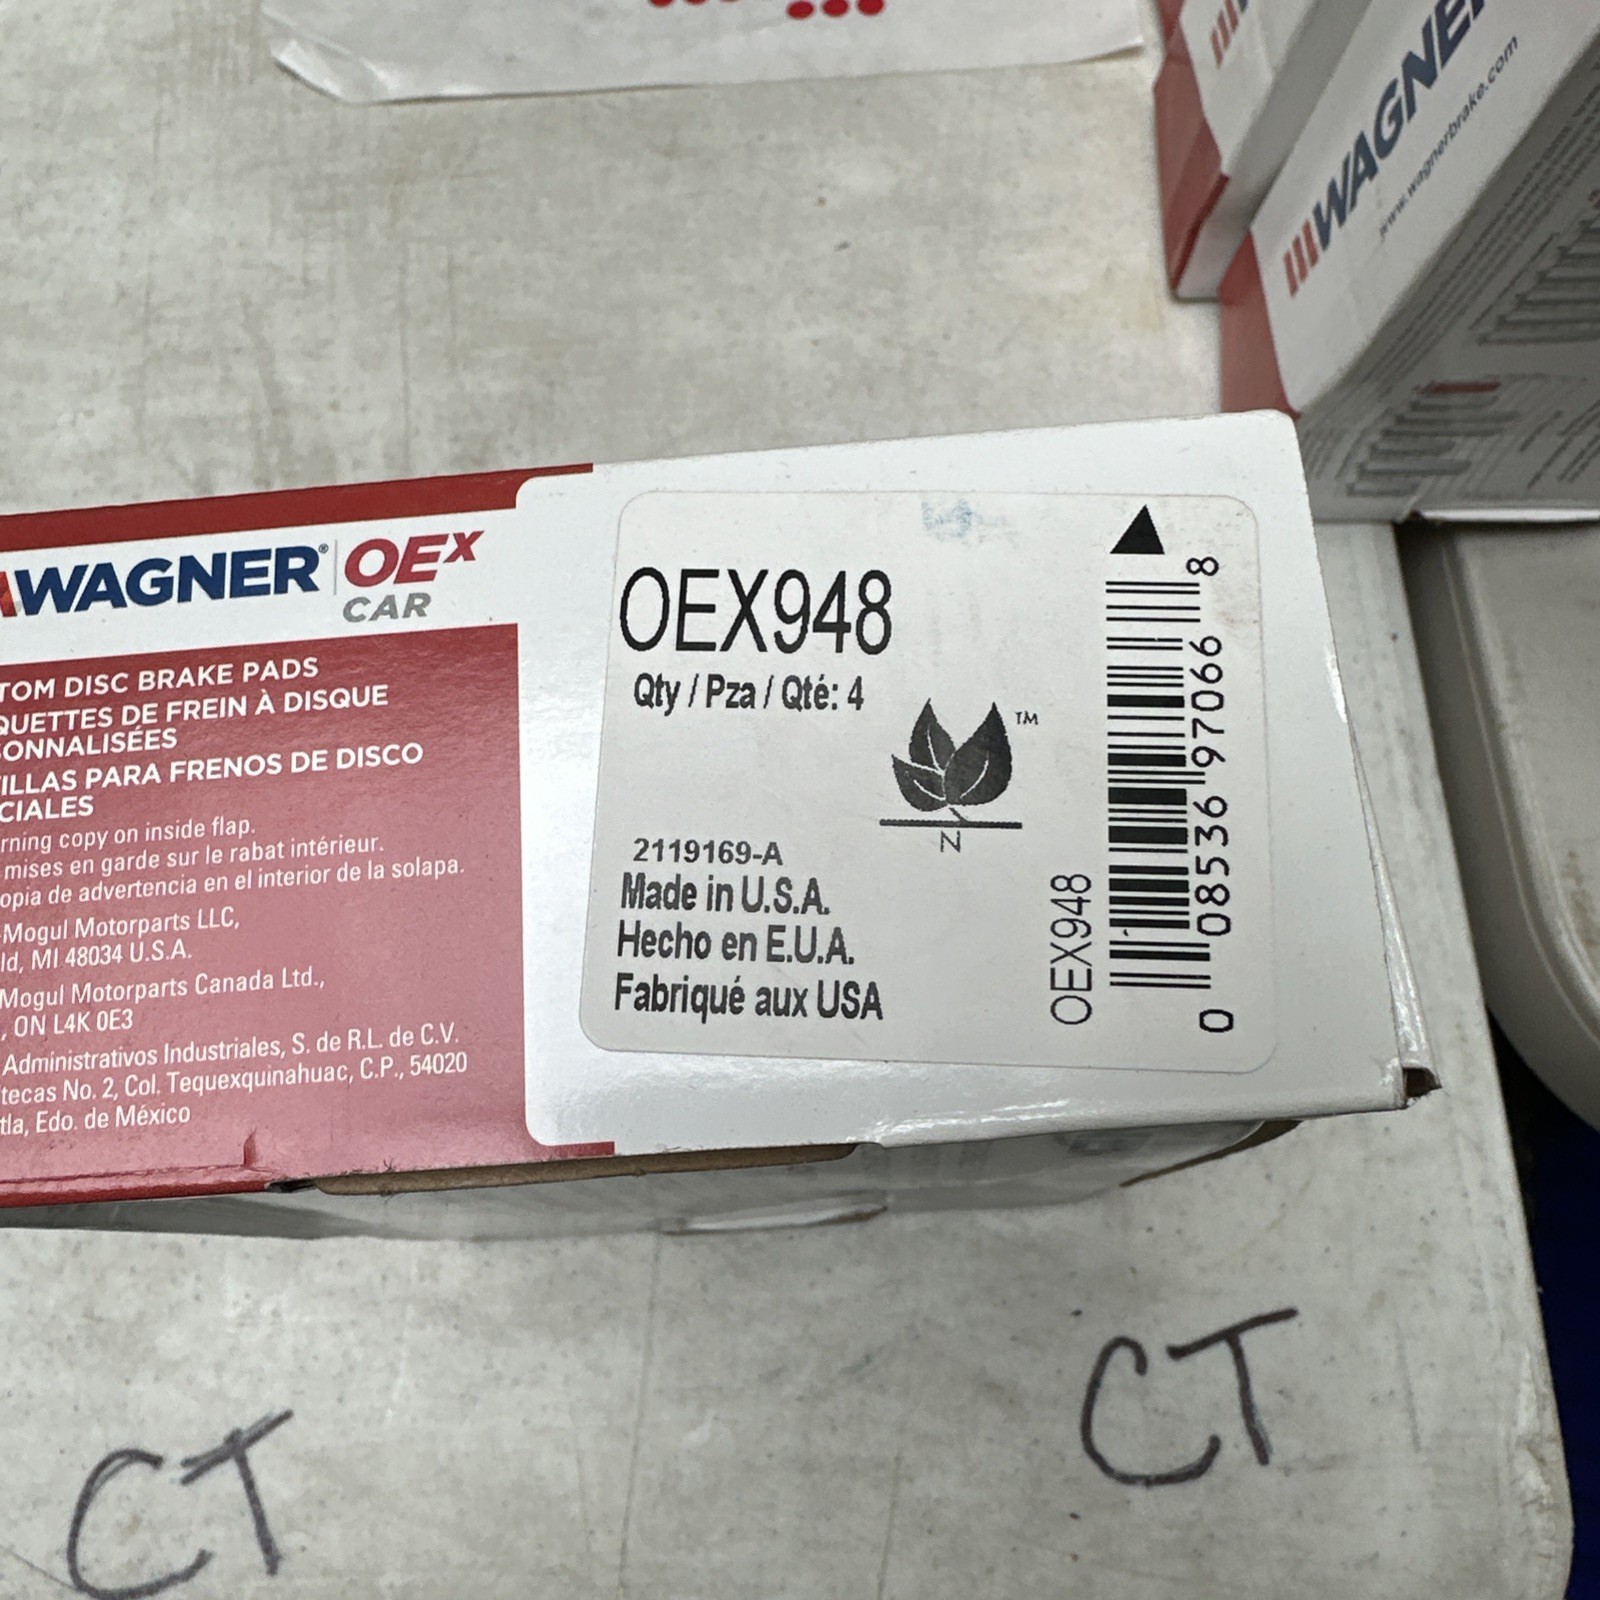 WAGNER
www.wagnerbrake.com
WAGNER® OEX
CAR
TOM DISC BRAKE PADS
QUETTES DE FREIN À DISQUE
SONNALISÉES
ILLAS PARA FRENOS DE DISCO
CIALES
rning copy on inside flap.
mises en garde sur le rabat intérieur.
opia de advertencia en el interior de la solapa.
-Mogul Motorparts LLC,
ld, MI 48034 U.S.A.
Mogul Motorparts Canada Ltd.,
, ON L4K 0E3
Administrativos Industriales, S. de R.L. de C.V.
tecas No. 2, Col. Tequexquinahuac, C.P., 54020
tla, Edo. de México
OEX948
Qty / Pza / Qté: 4
TM
N
2119169-A
Made in U.S.A.
Hecho en E.U.A.
Fabriqué aux USA
OEX948
0 08536 97066 8
CT
CT